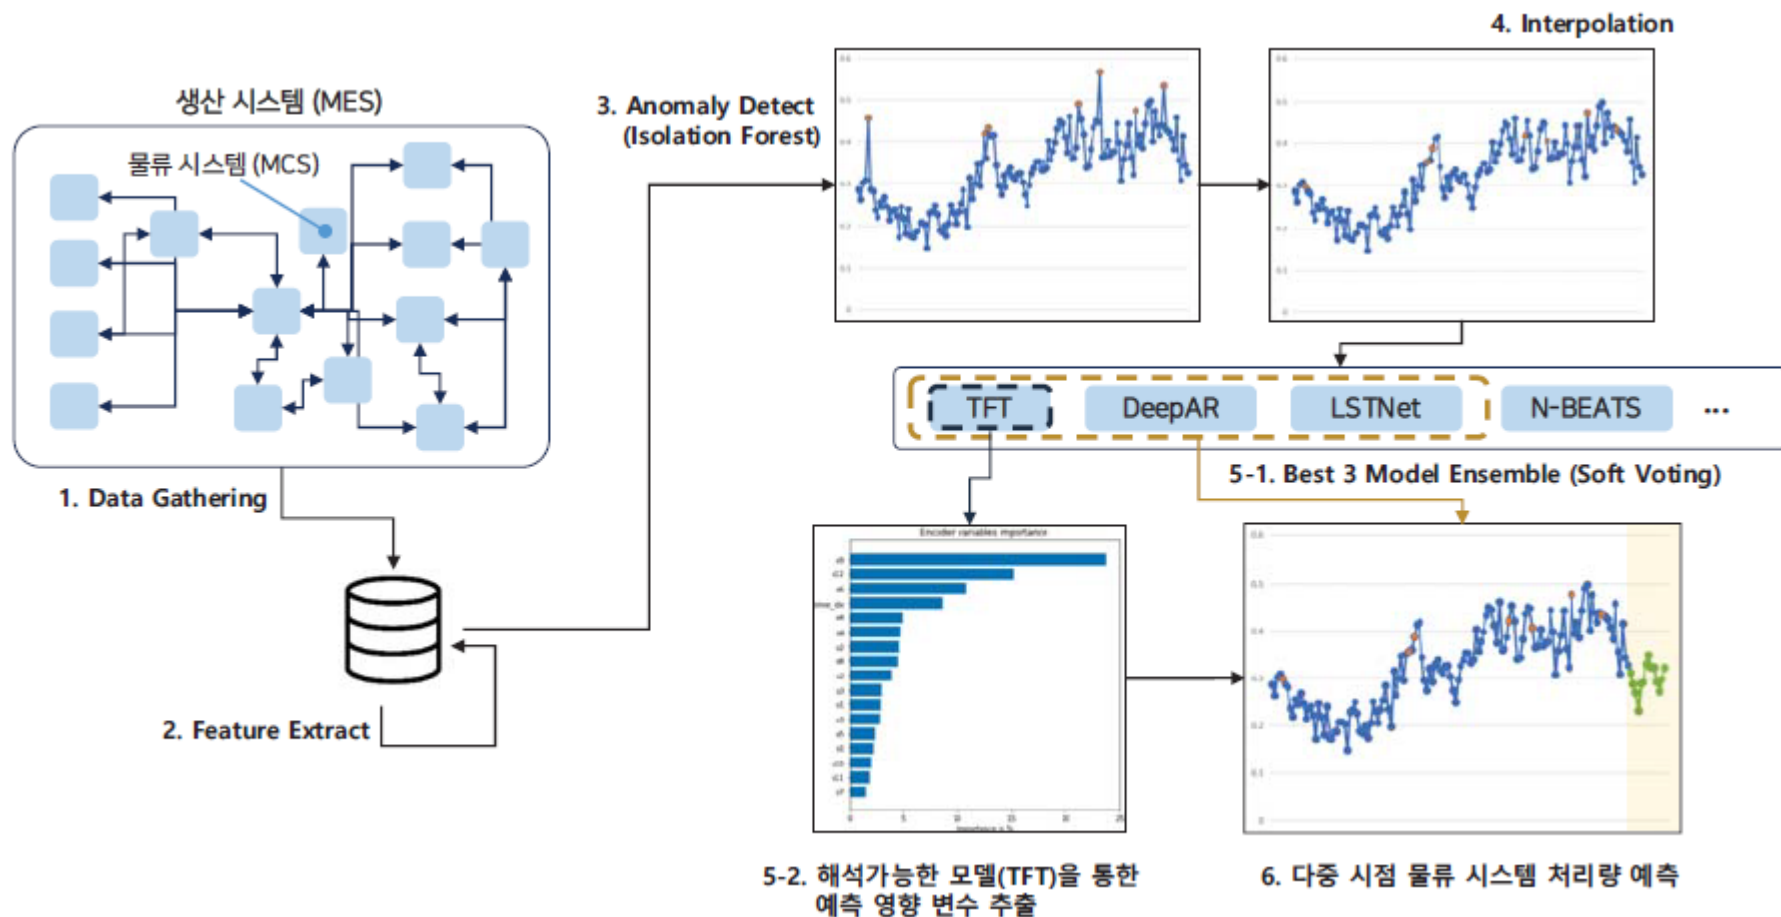 생산 시스템 (MES)
물류 시스템 (MCS)
1. Data Gathering
2. Feature Extract
3. Anomaly Detect
(Isolation Forest)
4. Interpolation
TFT
DeepAR
LSTNet
N-BEATS
...
5-1. Best 3 Model Ensemble (Soft Voting)
Encoder variables importance
5-2. 해석가능한 모델(TFT)을 통한
예측 영향 변수 추출
6. 다중 시점 물류 시스템 처리량 예측